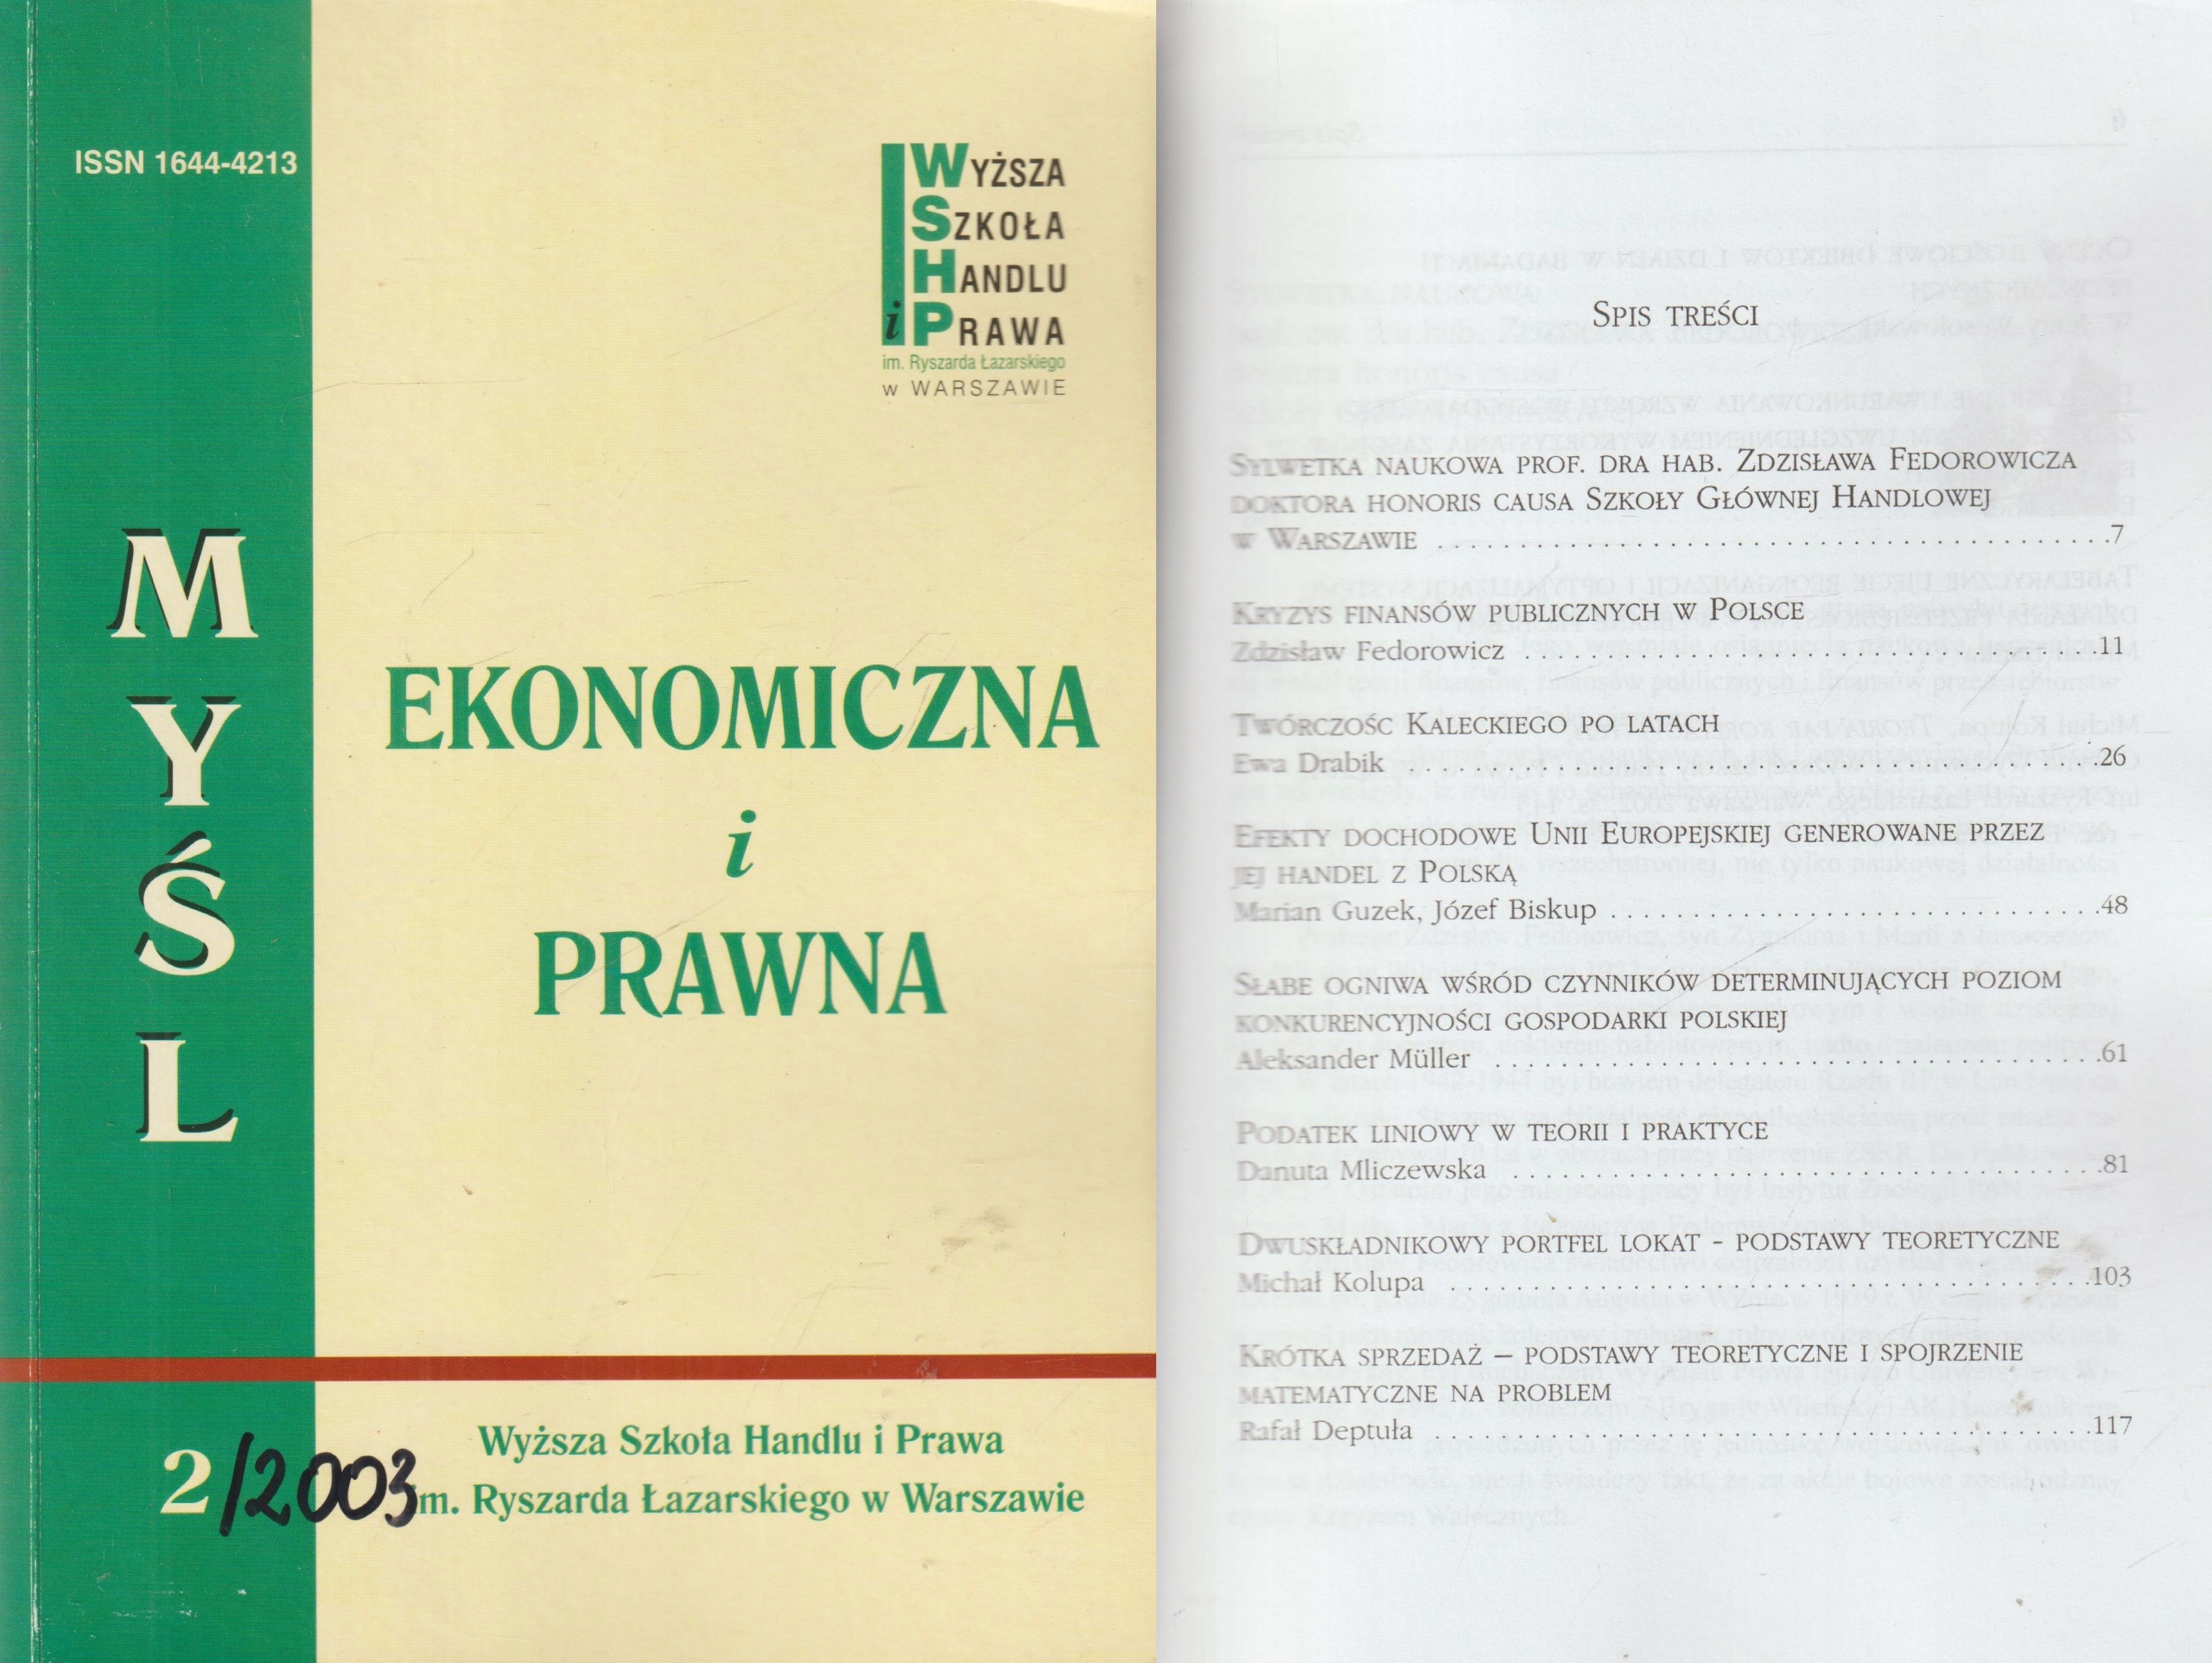 ISSN 1644-4213
WYŻSZA
SZKOŁA
HANDLU
i PRAWA
im. Ryszarda Łazarskiego
w WARSZAWIE
MYŚL
EKONOMICZNA
i
PRAWNA
2/2003
Wyższa Szkoła Handlu i Prawa
im. Ryszarda Łazarskiego w Warszawie
SPIS TREŚCI
SYLWETKA NAUKOWA PROF. DRA HAB. ZDZISŁAWA FEDOROWICZA
DOKTORA HONORIS CAUSA SZKOŁY GŁÓWNEJ HANDLOWEJ
W WARSZAWIE . . . . . . . . . . . . . . . . . . . . 7
KRYZYS FINANSÓW PUBLICZNYCH W POLSCE
Zdzisław Fedorowicz . . . . . . . . . . . . . . . . . . . . 11
TWÓRCZOŚC KALECKIEGO PO LATACH
Ewa Drabik . . . . . . . . . . . . . . . . . . . . 26
EFEKTY DOCHODOWE UNII EUROPEJSKIEJ GENEROWANE PRZEZ
JEJ HANDEL Z POLSKĄ
Marian Guzek, Józef Biskup . . . . . . . . . . . . . . . . . . . . 48
SŁABE OGNIWA WŚRÓD CZYNNIKÓW DETERMINUJĄCYCH POZIOM
KONKURENCYJNOŚCI GOSPODARKI POLSKIEJ
Aleksander Müller . . . . . . . . . . . . . . . . . . . . 61
PODATEK LINIOWY W TEORII I PRAKTYCE
Danuta Mliczewska . . . . . . . . . . . . . . . . . . . . 81
DWUSKŁADNIKOWY PORTFEL LOKAT - PODSTAWY TEORETYCZNE
Michał Kolupa . . . . . . . . . . . . . . . . . . . . 103
KRÓTKA SPRZEDAŻ – PODSTAWY TEORETYCZNE I SPOJRZENIE
MATEMATYCZNE NA PROBLEM
Rafał Deptuła . . . . . . . . . . . . . . . . . . . . 117